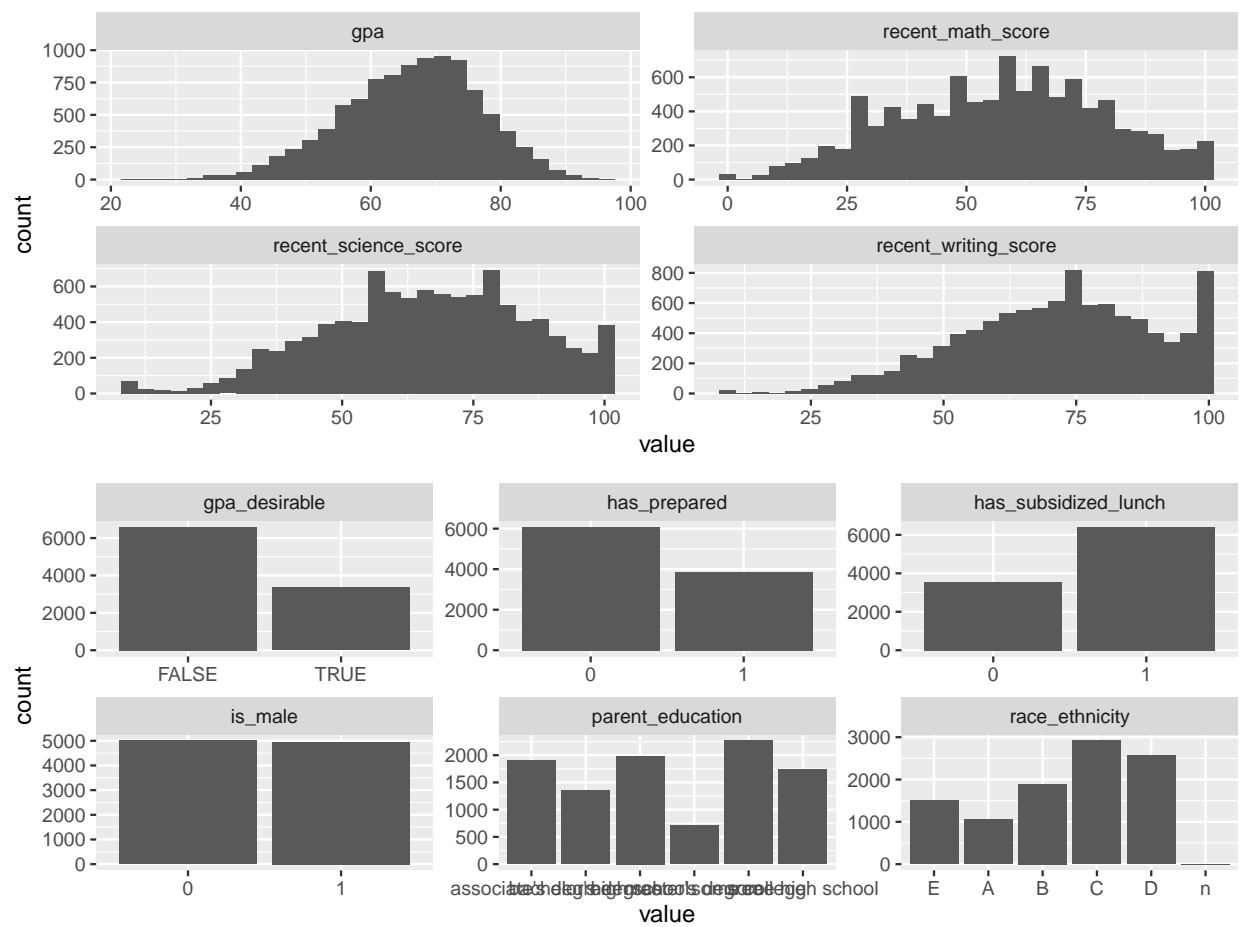 gpa
recent_math_score
1000
750
500
250
0
600
400
200
0
20 40 60 80 100
0 25 50 75 100
count
recent_science_score
recent_writing_score
600
400
200
0
800
600
400
200
0
25 50 75 100
25 50 75 100
value
gpa_desirable
has_prepared
has_subsidized_lunch
6000
4000
2000
0
6000
4000
2000
0
6000
4000
2000
0
FALSE TRUE
0 1
0 1
count
is_male
parent_education
race_ethnicity
5000
4000
3000
2000
1000
0
2000
1500
1000
500
0
3000
2000
1000
0
0 1
high school
E A B C D n
value